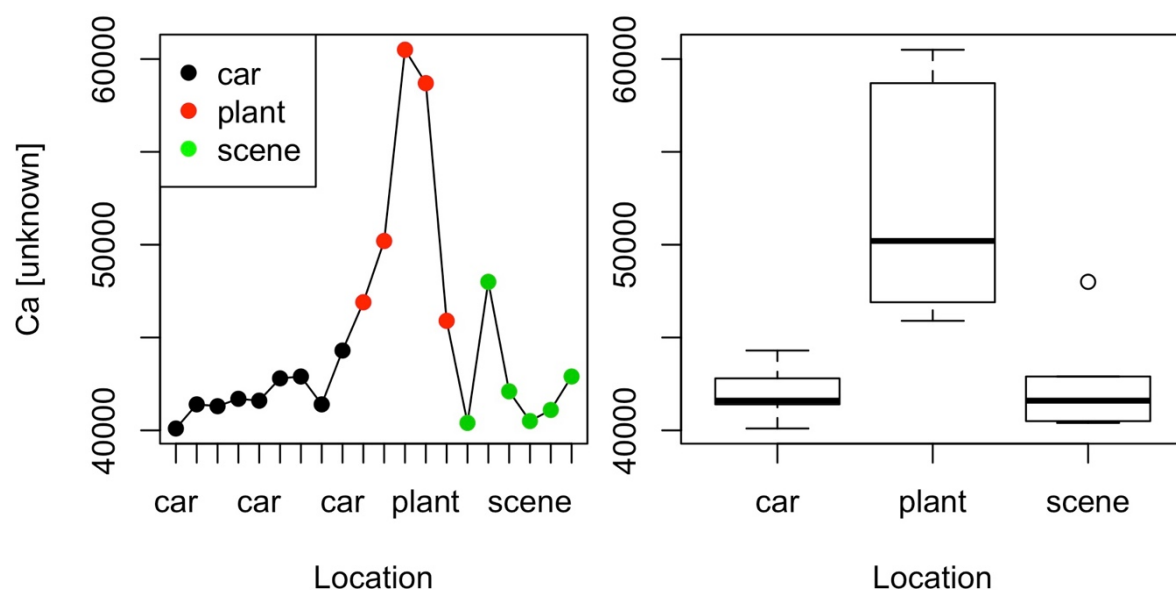 Ca [unknown]
60000
50000
40000
car
plant
scene
car car car plant scene
Location
60000
50000
40000
car plant scene
Location